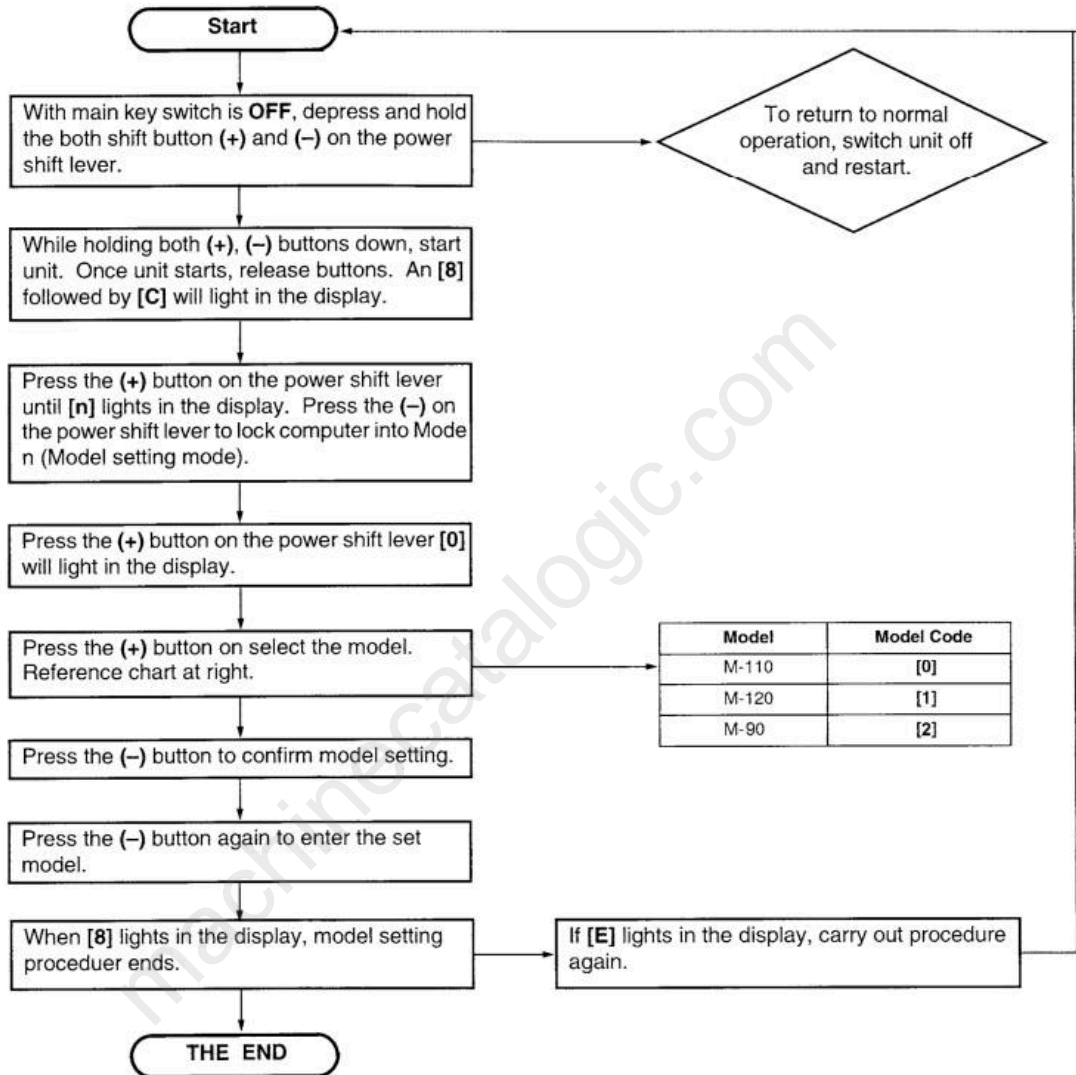 Start
With main key switch is OFF, depress and hold
the both shift button (+) and (–) on the power
shift lever.
To return to normal
operation, switch unit off
and restart.
While holding both (+), (–) buttons down, start
unit. Once unit starts, release buttons. An [8]
followed by [C] will light in the display.
Press the (+) button on the power shift lever
until [n] lights in the display. Press the (–) on
the power shift lever to lock computer into Mode
n (Model setting mode).
Press the (+) button on the power shift lever [0]
will light in the display.
Press the (+) button on select the model.
Reference chart at right.
Model Model Code
M-110 [0]
M-120 [1]
M-90 [2]
Press the (–) button to confirm model setting.
Press the (–) button again to enter the set
model.
When [8] lights in the display, model setting
proceduer ends.
If [E] lights in the display, carry out procedure
again.
THE END
machinecatalogic.com